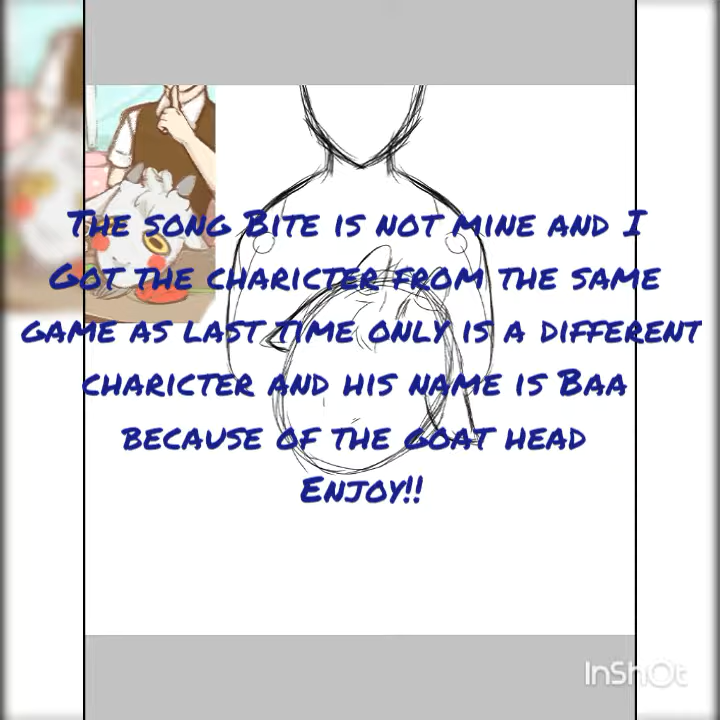 The song Bite is not mine and I
Got the charicter from the same
game as last time only is a different
charicter and his name is Baa
because of the goat head
Enjoy!!
InShOt